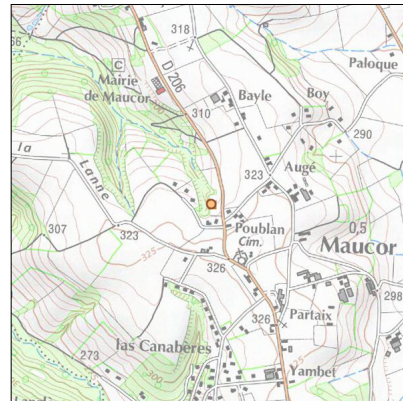 318
66
D 206
Paloque
C
Mairie
de Maucor
Bayle
Boy
310
290
la
Lanne
Augé
323
307
323
Poublan
Cim.
0,5
Maucor
325
326
298
326
Partaix
las Canabères
273
300
Yambet